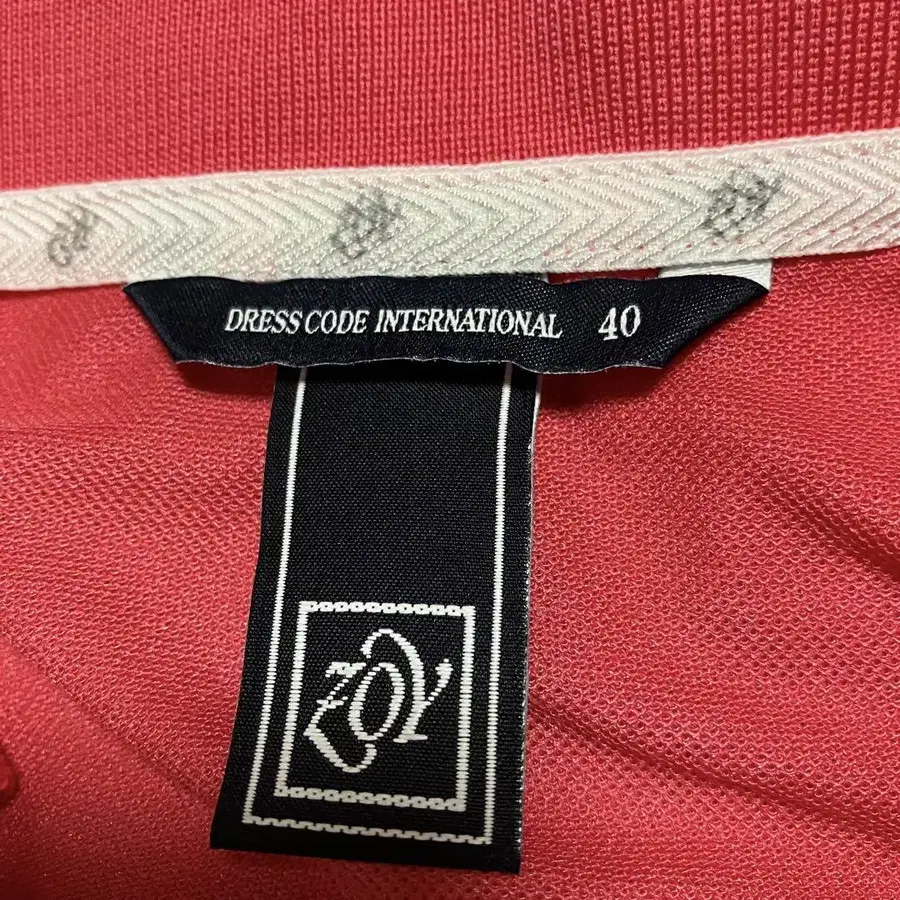 DRESS CODE INTERNATIONAL 40
ZOY